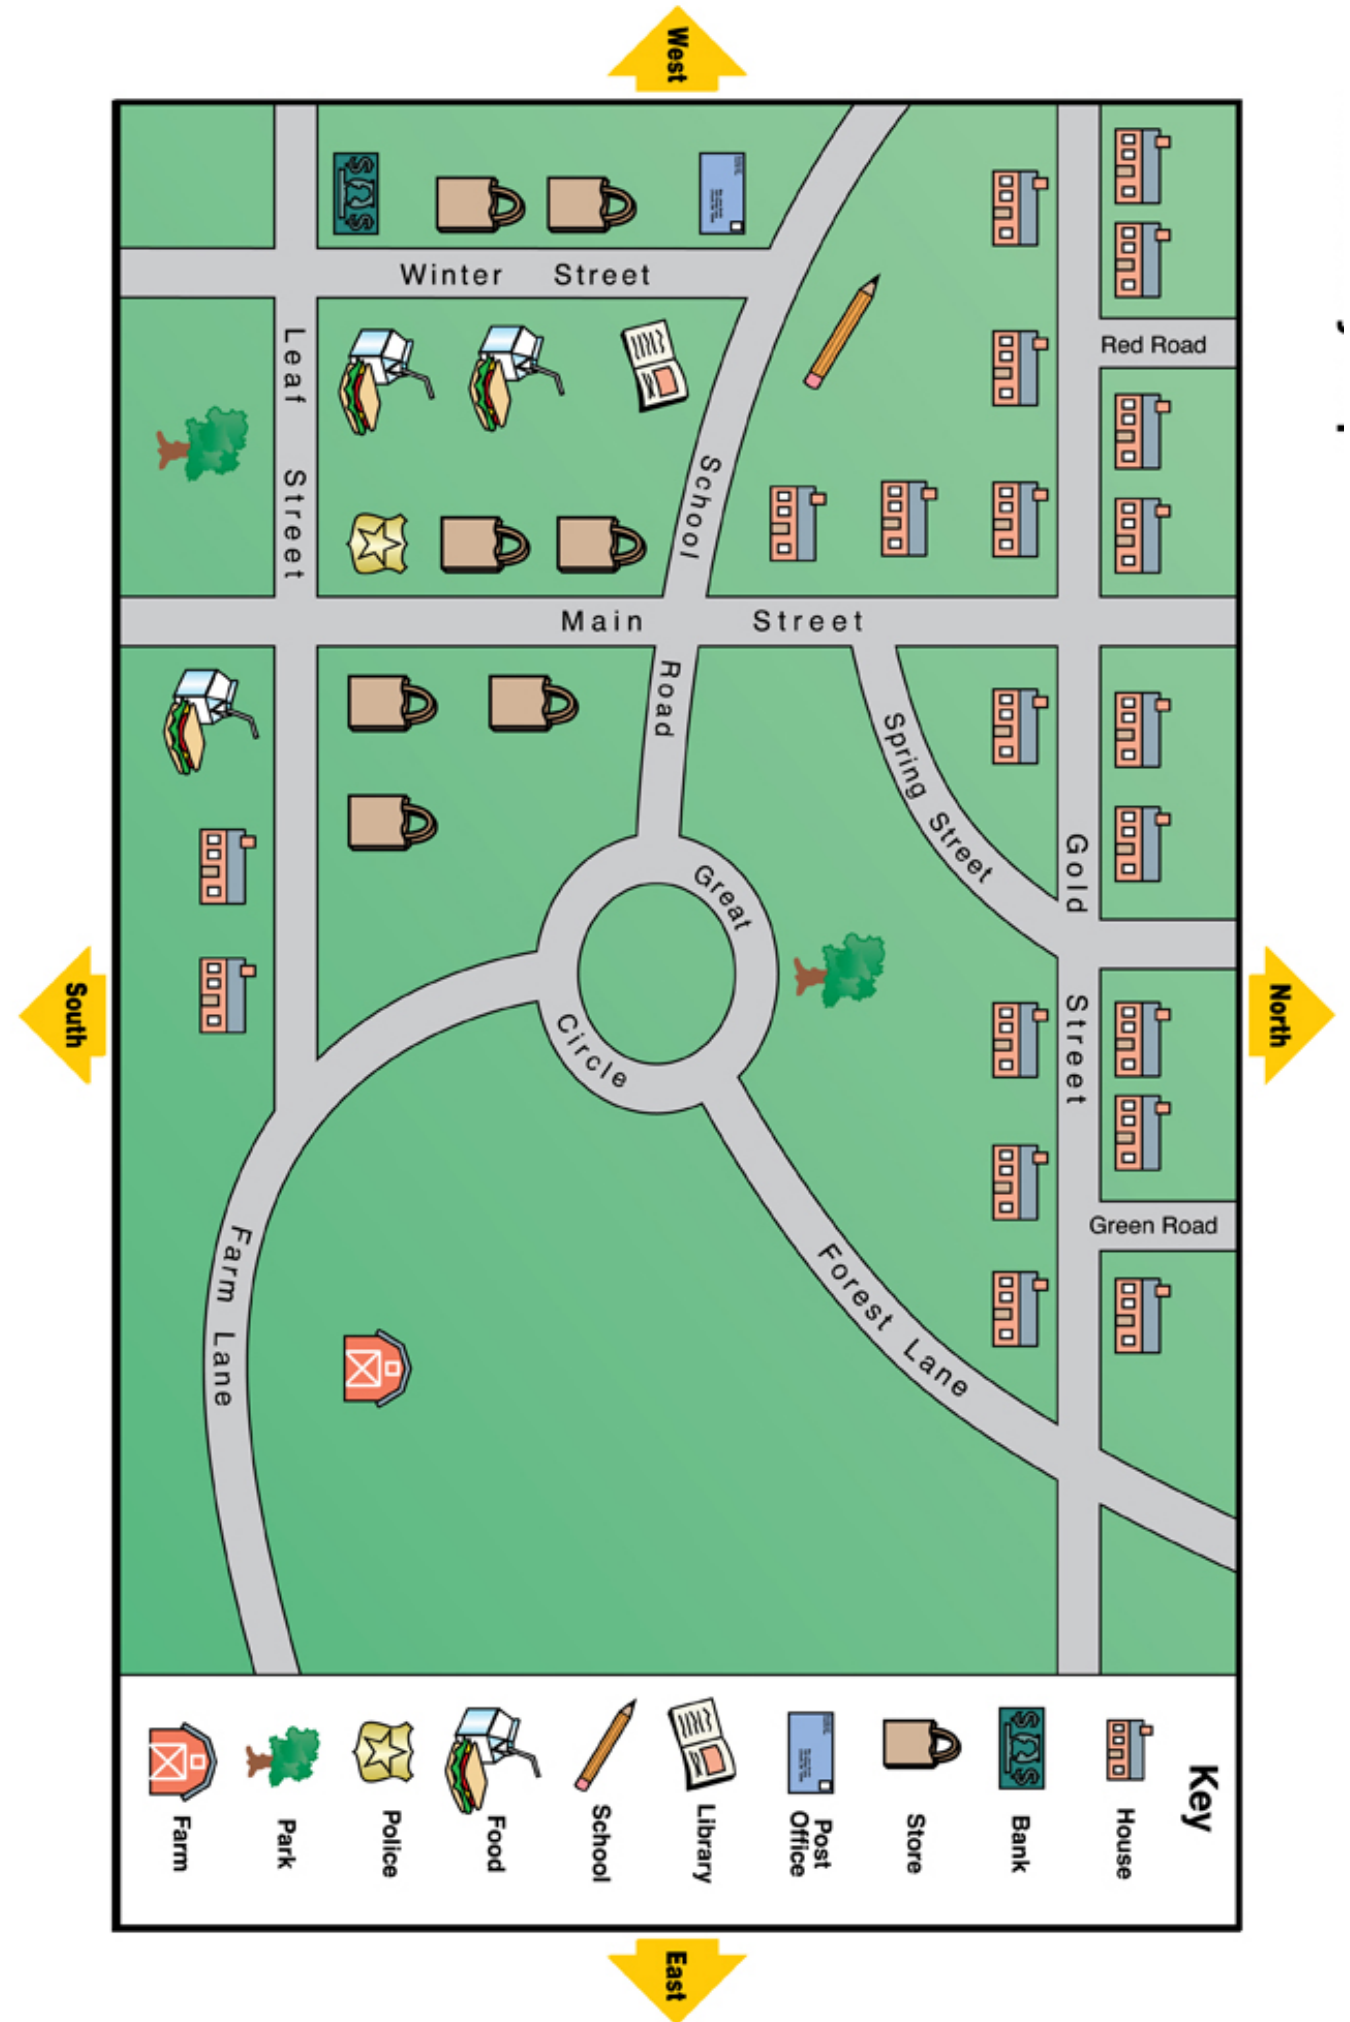 North
West
Red Road
Gold Street
Green Road
School Road
Main Street
Spring Street
Great Circle
Forest Lane
Winter Street
Leaf Street
Farm Lane
Key
House
Bank
Store
Post
Office
Library
School
Food
Police
Park
Farm
East
South